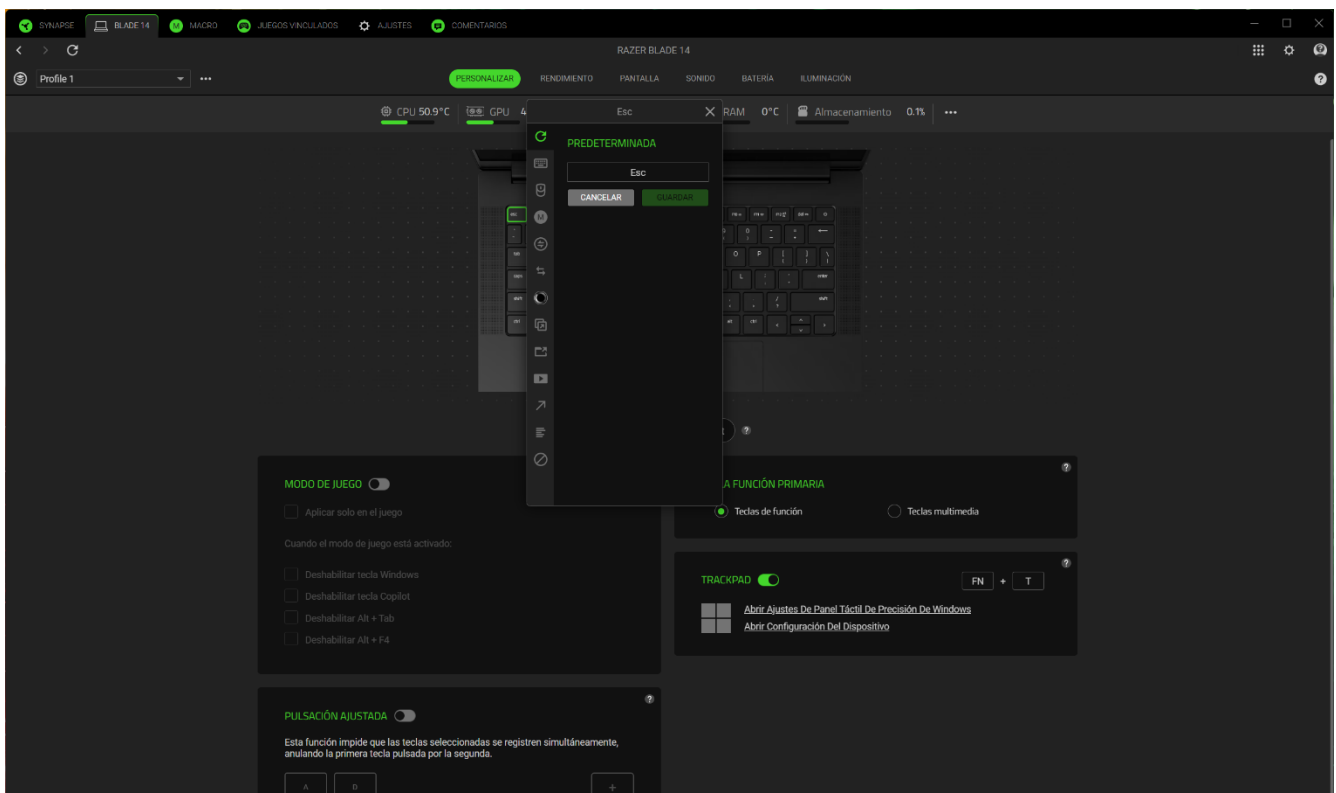 SYNAPSE BLADE 14 MACRO JUEGOS VINCULADOS AJUSTES COMENTARIOS
RAZER BLADE 14
Profile 1
PERSONALIZAR RENDIMIENTO PANTALLA SONIDO BATERÍA ILUMINACIÓN
CPU 50.9°C GPU 4 RAM 0°C Almacenamiento 0.1%
Esc
PREDETERMINADA
Esc
CANCELAR GUARDAR
MODO DE JUEGO
Aplicar solo en el juego
Cuando el modo de juego está activado:
Deshabilitar tecla Windows
Deshabilitar tecla Copilot
Deshabilitar Alt + Tab
Deshabilitar Alt + F4
A FUNCIÓN PRIMARIA
Teclas de función Teclas multimedia
TRACKPAD FN + T
Abrir Ajustes De Panel Táctil De Precisión De Windows
Abrir Configuración Del Dispositivo
PULSACIÓN AJUSTADA
Esta función impide que las teclas seleccionadas se registren simultáneamente,
anulando la primera tecla pulsada por la segunda.
A D +